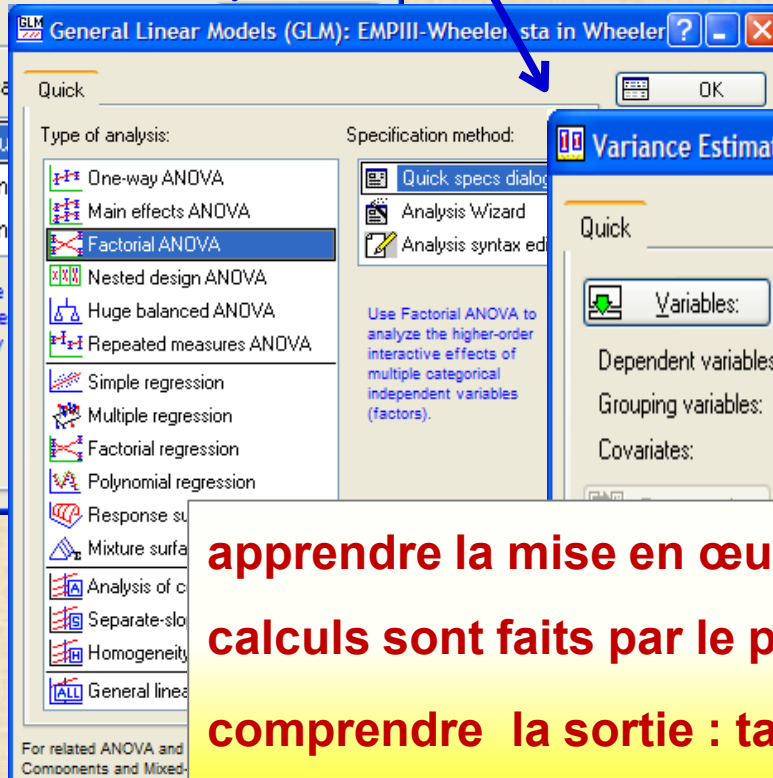 GLM General Linear Models (GLM): EMPIII-Wheeler.sta in Wheeler
Quick
OK
Type of analysis:
One-way ANOVA
Main effects ANOVA
Factorial ANOVA
Nested design ANOVA
Huge balanced ANOVA
Repeated measures ANOVA
Simple regression
Multiple regression
Factorial regression
Polynomial regression
Response su
Mixture surfa
Analysis of c
Separate-slo
Homogeneity
General linea
Specification method:
Quick specs dialog
Analysis Wizard
Analysis syntax edi
Use Factorial ANOVA to
analyze the higher-order
interactive effects of
multiple categorical
independent variables
(factors).
For related ANOVA and
Components and Mixed-
Variance Estimat
Quick
Variables:
Dependent variables
Grouping variables:
Covariates:
apprendre la mise en œu
calculs sont faits par le p
comprendre la sortie : ta